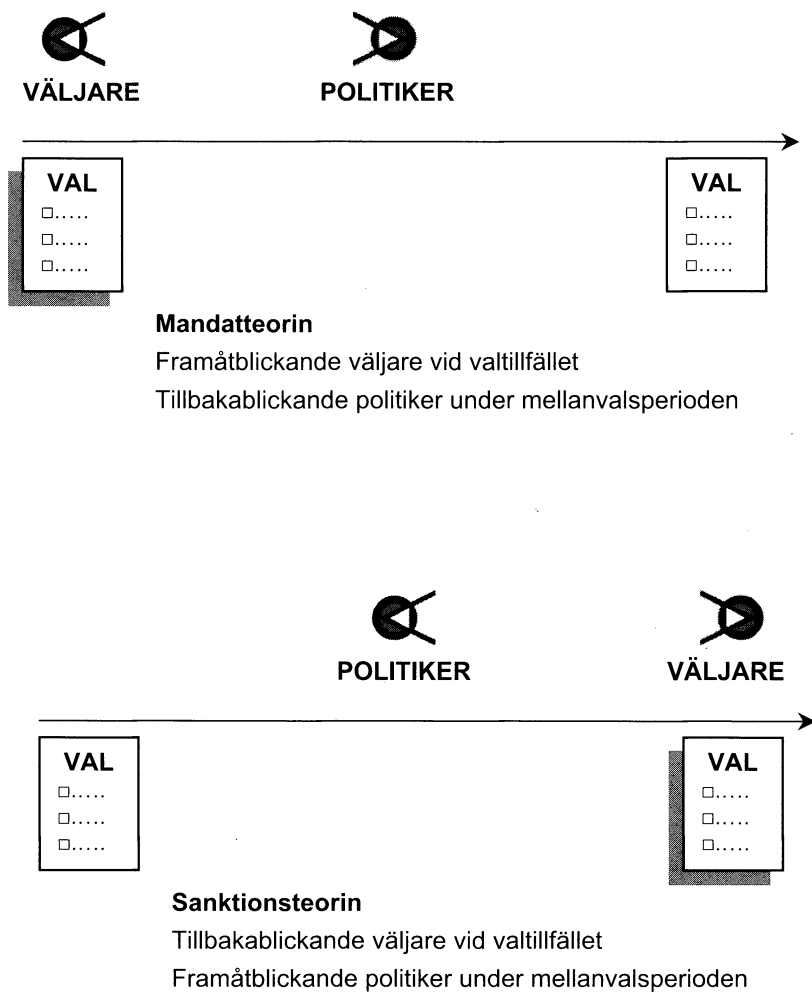 VÄLJARE POLITIKER
VAL VAL
☐..... ☐.....
☐..... ☐.....
☐..... ☐.....
Mandatteorin
Framåtblickande väljare vid valtillfället
Tillbakablickande politiker under mellanvalsperioden
POLITIKER VÄLJARE
VAL VAL
☐..... ☐.....
☐..... ☐.....
☐..... ☐.....
Sanktionsteorin
Tillbakablickande väljare vid valtillfället
Framåtblickande politiker under mellanvalsperioden